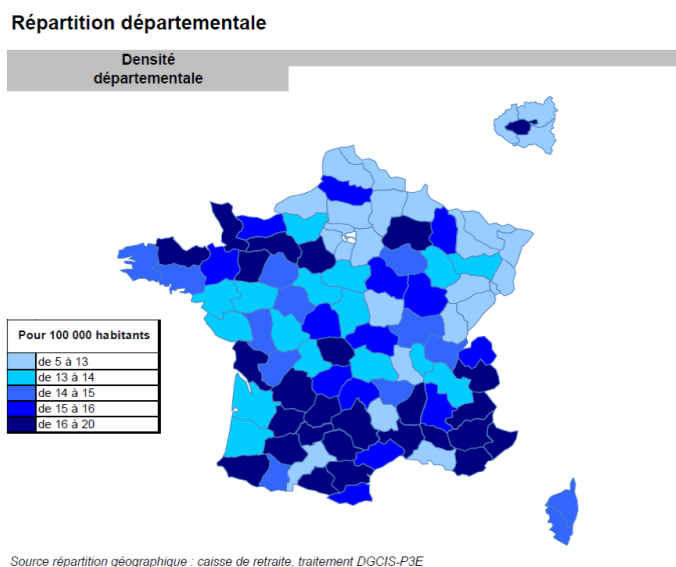 Répartition départementale
Densité
départementale
Pour 100 000 habitants
de 5 à 13
de 13 à 14
de 14 à 15
de 15 à 16
de 16 à 20
Source répartition géographique : caisse de retraite, traitement DGCIS-P3E